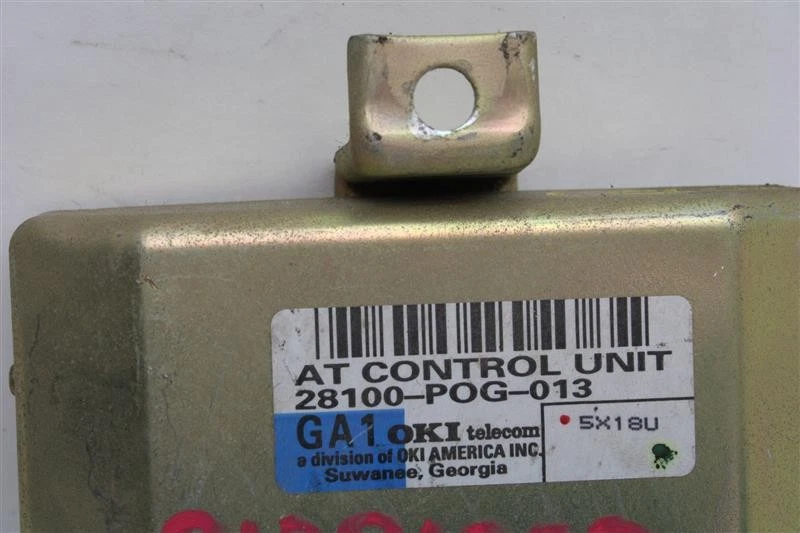 AT CONTROL UNIT
28100-POG-013
GA1 OKI telecom
a division of OKI AMERICA INC.
Suwanee, Georgia
5X18U